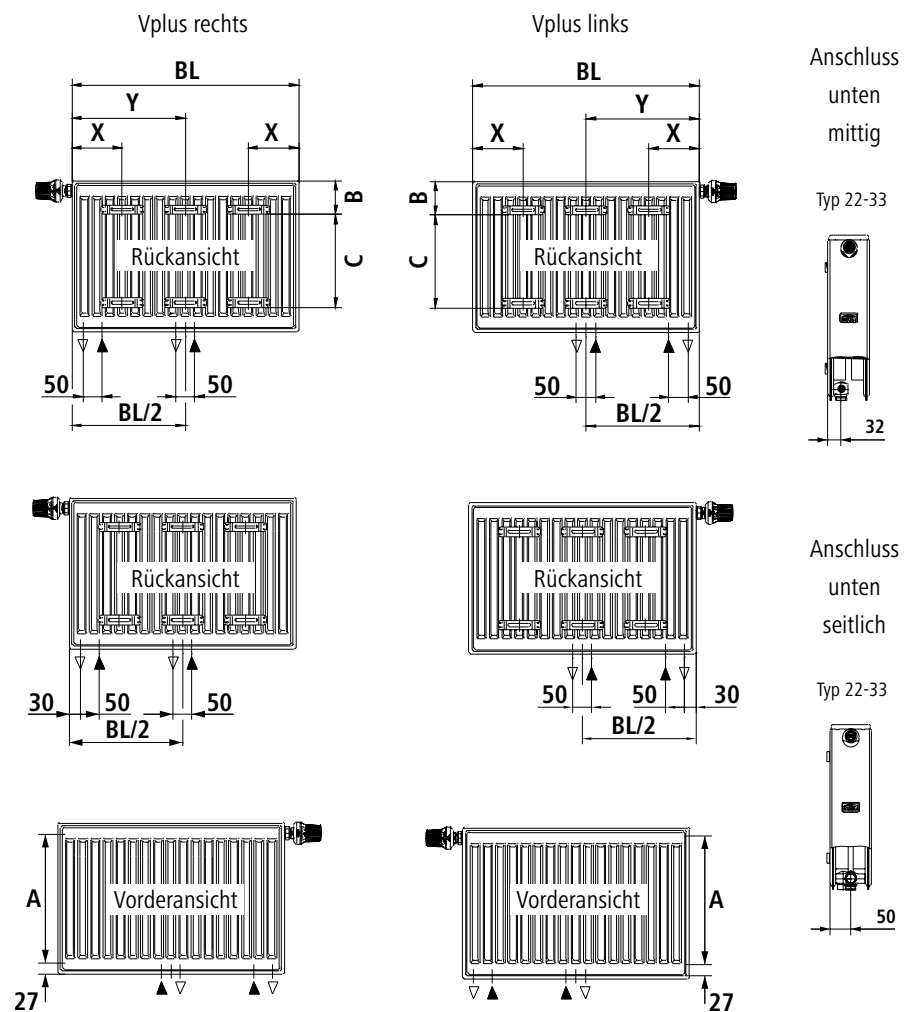 Vplus rechts
BL
Y
X
X
B
C
Rückansicht
50
50
BL/2
Vplus links
BL
Y
X
X
B
C
Rückansicht
50
50
BL/2
Anschluss
unten
mittig
Typ 22-33
32
Rückansicht
30
50
50
BL/2
Rückansicht
50
50
30
BL/2
Anschluss
unten
seitlich
Typ 22-33
50
A
Vorderansicht
27
Vorderansicht
A
27